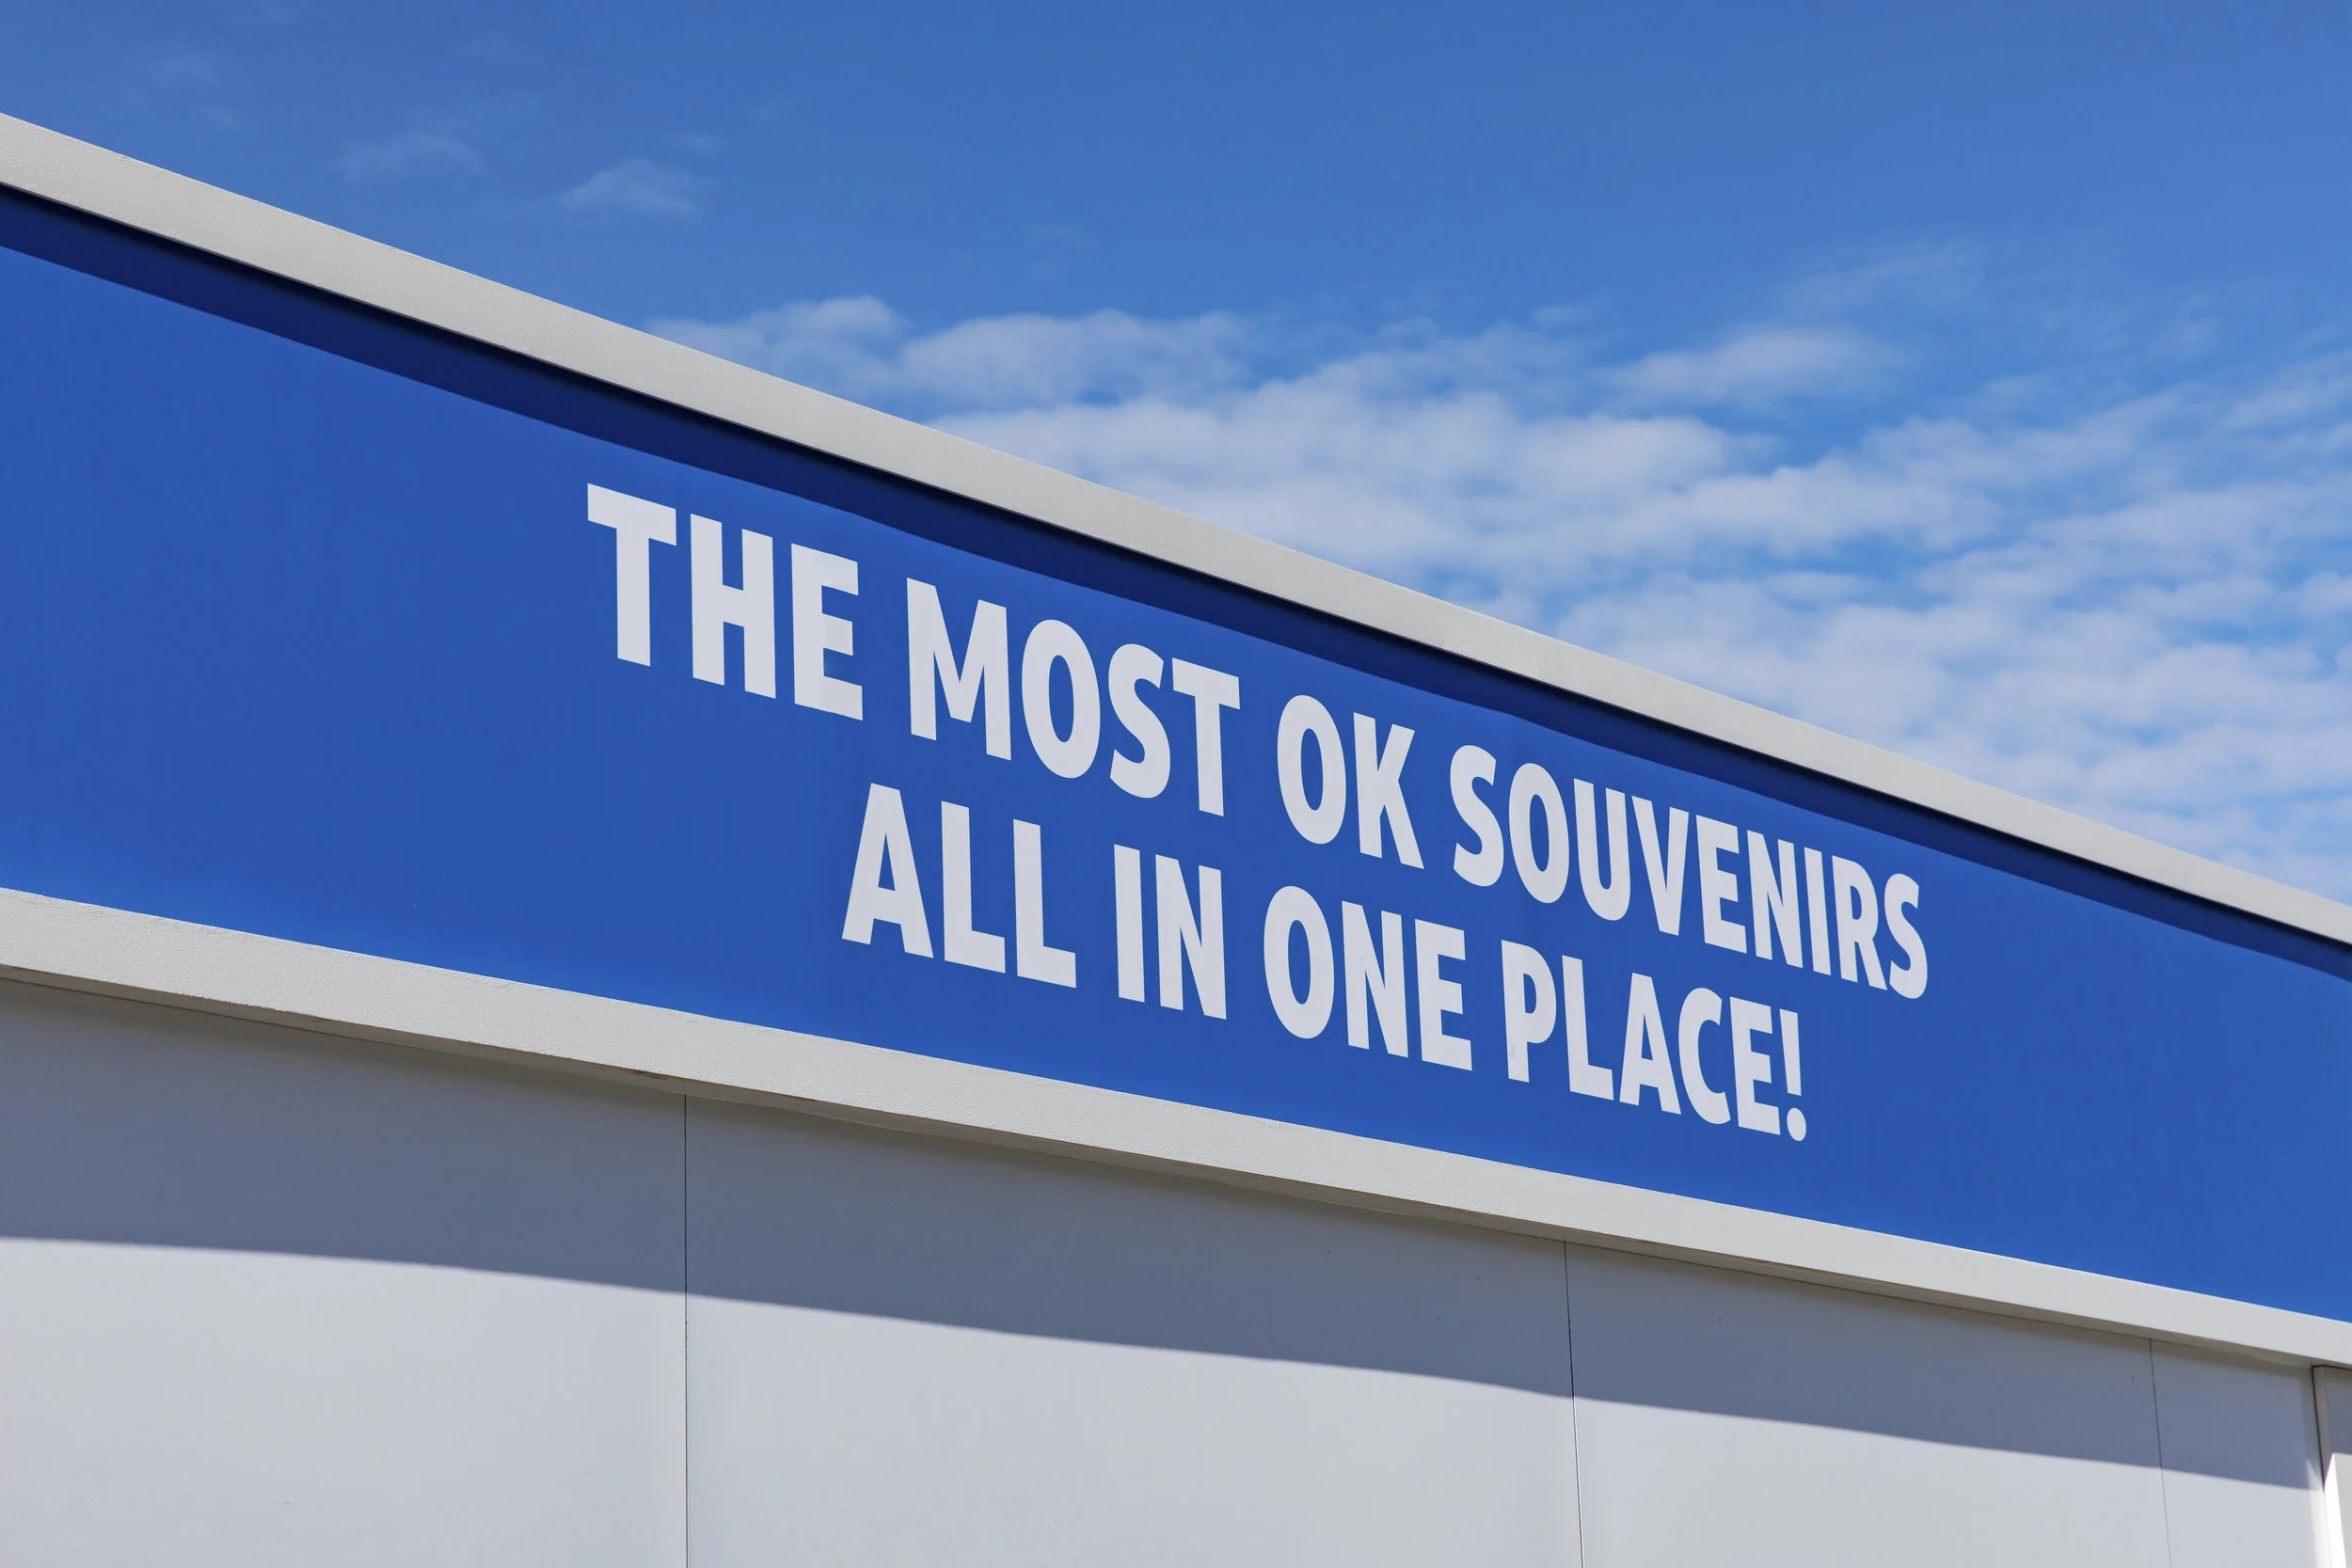 THE MOST OK SOUVENIRS
ALL IN ONE PLACE!